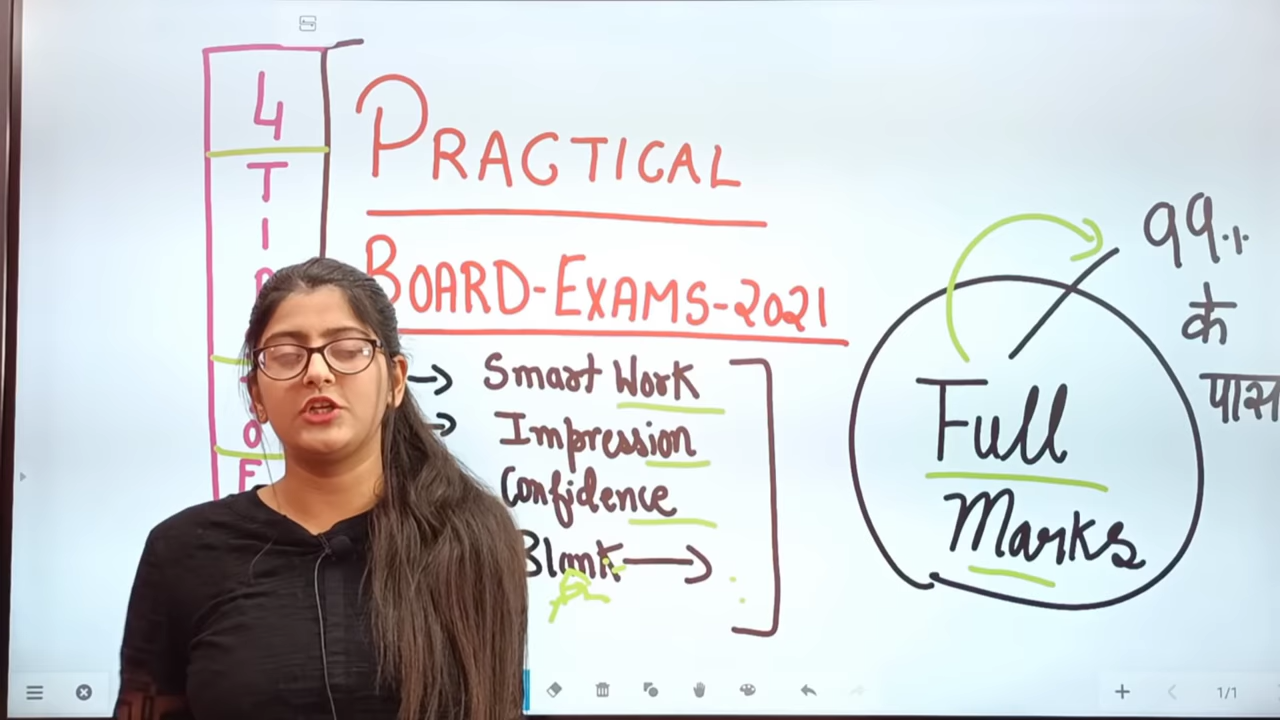 4
T
I
P
T
O
F
PRACTICAL
BOARD-EXAMS-2021
→ Smart Work
→ Impression
Confidence
Blank →
99%
के
पास
Full
Marks
1/1